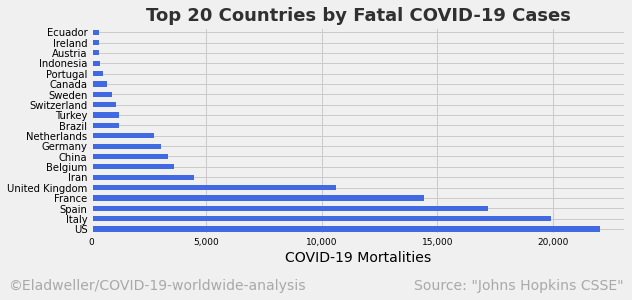 Top 20 Countries by Fatal COVID-19 Cases
Ecuador
Ireland
Austria
Indonesia
Portugal
Canada
Sweden
Switzerland
Turkey
Brazil
Netherlands
Germany
China
Belgium
Iran
United Kingdom
France
Spain
Italy
US
0 5,000 10,000 15,000 20,000
COVID-19 Mortalities
©Eladweller/COVID-19-worldwide-analysis Source: "Johns Hopkins CSSE"